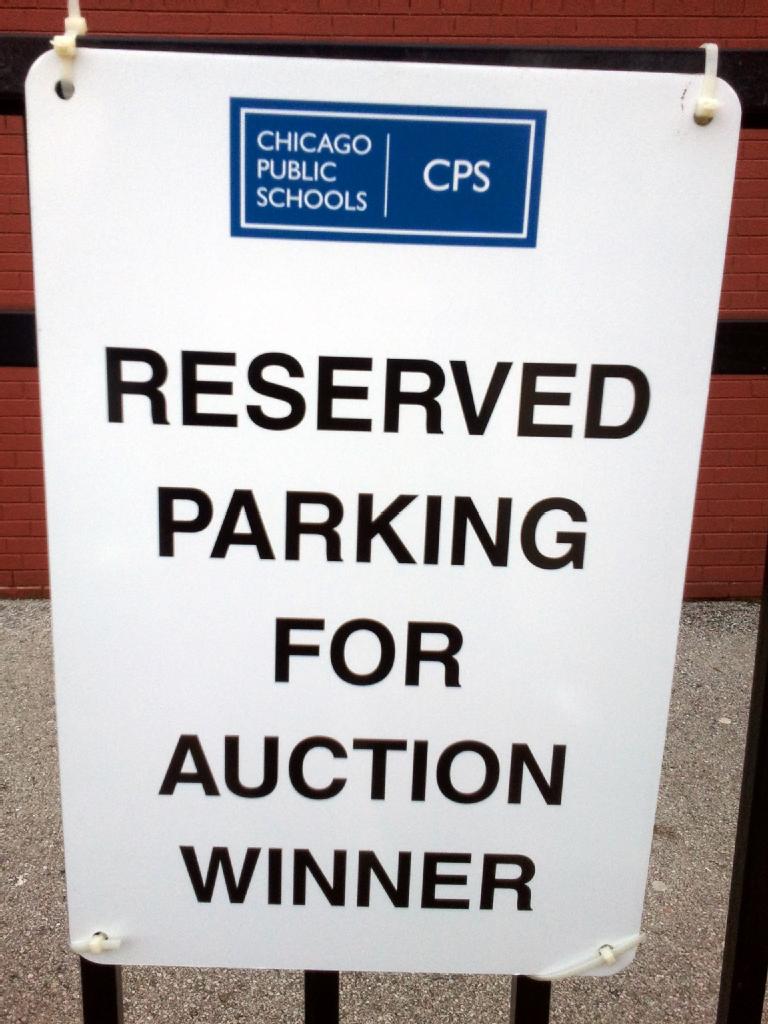 CHICAGO
PUBLIC
SCHOOLS
CPS
RESERVED
PARKING
FOR
AUCTION
WINNER